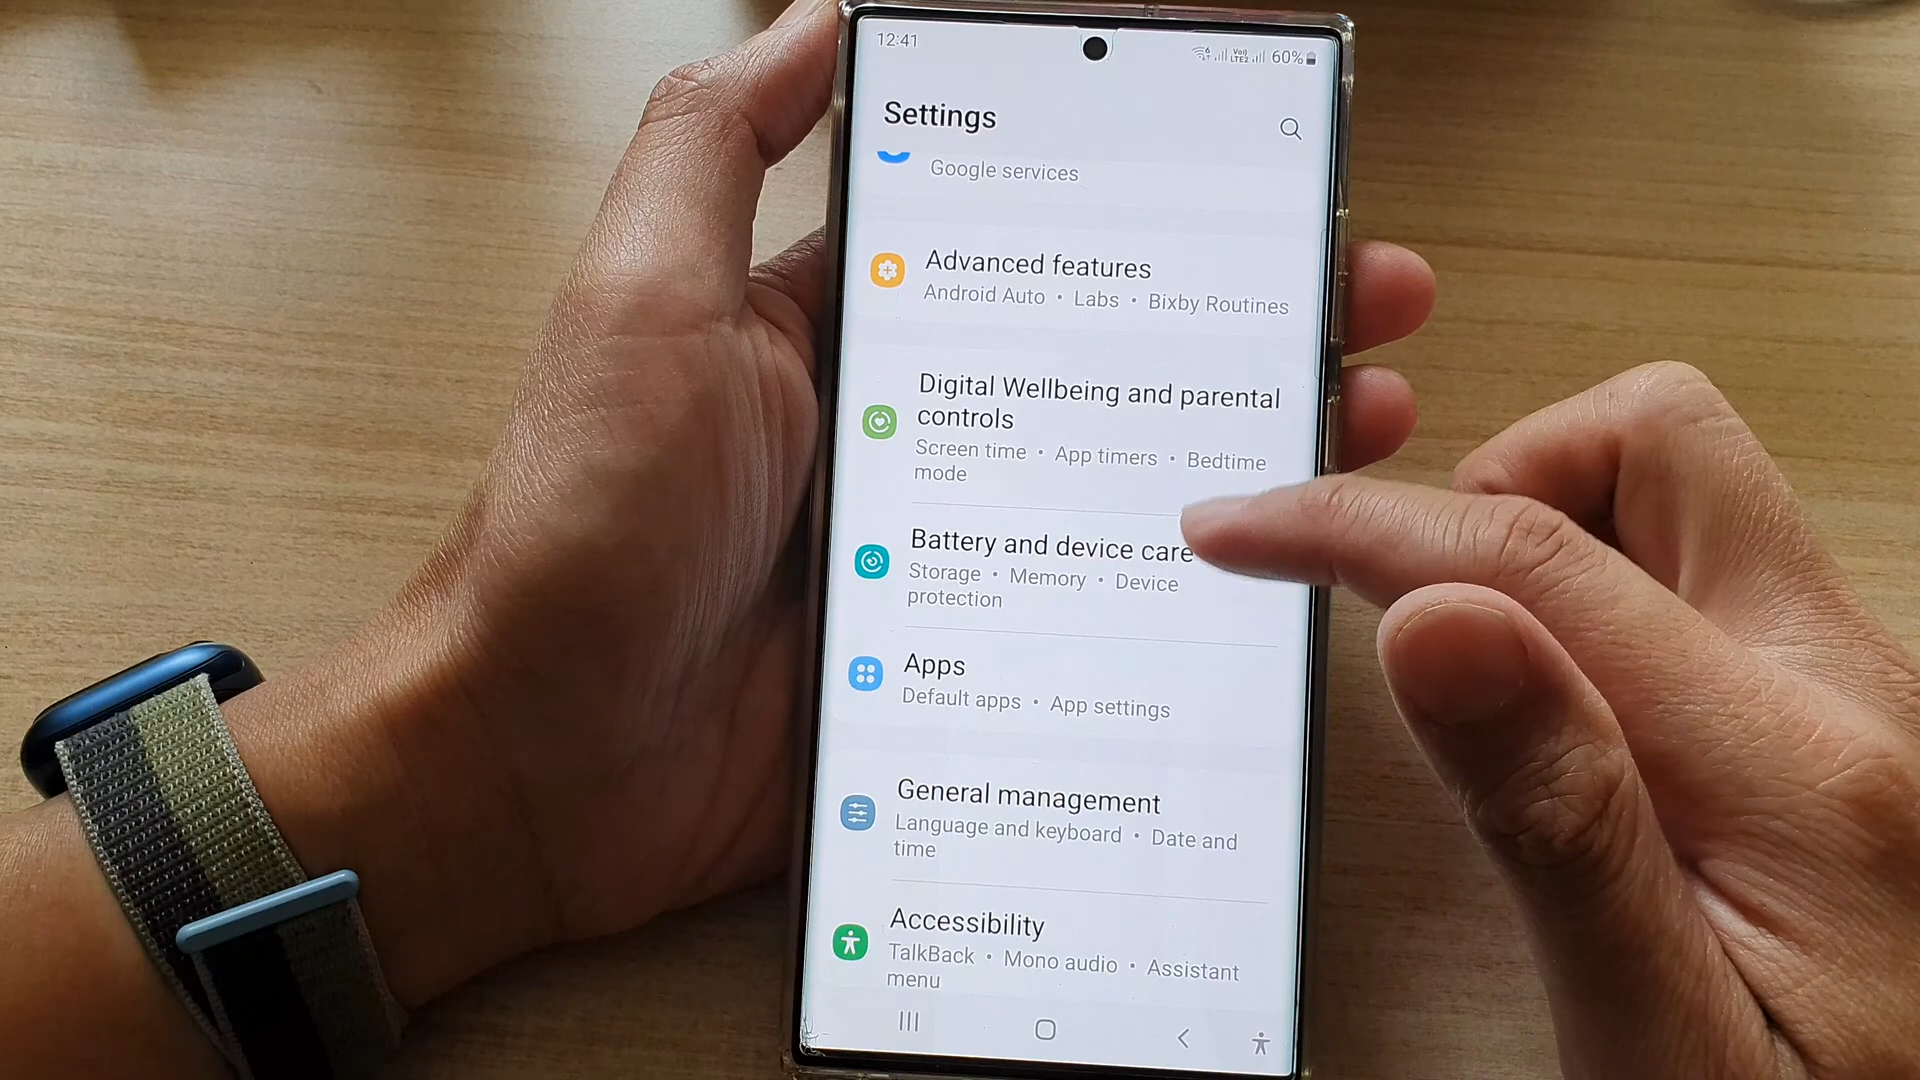 12:41
Vo)) LTE2 60%
Settings
Google services
Advanced features
Android Auto • Labs • Bixby Routines
Digital Wellbeing and parental
controls
Screen time • App timers • Bedtime
mode
Battery and device care
Storage • Memory • Device
protection
Apps
Default apps • App settings
General management
Language and keyboard • Date and
time
Accessibility
TalkBack • Mono audio • Assistant
menu